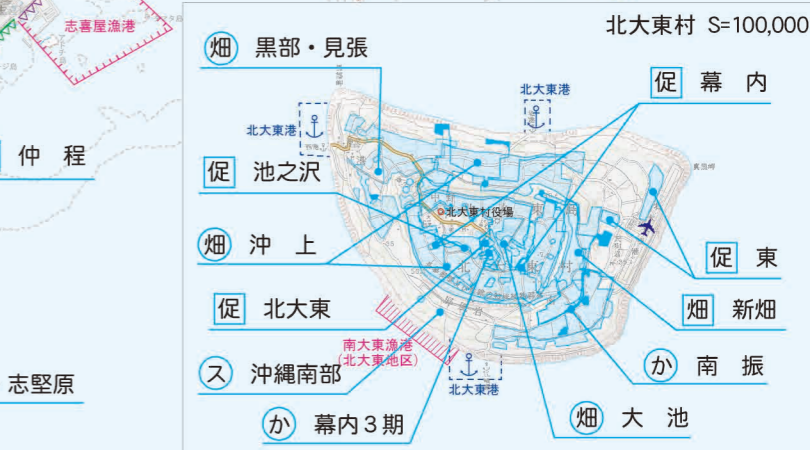 志喜屋漁港
北大東村 S=100,000
畑 黒部・見張
促 幕 内
北大東港
北大東港
仲 程
促 池之沢
北大東村役場
真黒岬
畑 沖 上
促 東
促 北大東
畑 新畑
南大東漁港
(北大東地区)
か 南 振
ス 沖縄南部
志堅原
北大東港
か 幕内3期
畑 大 池